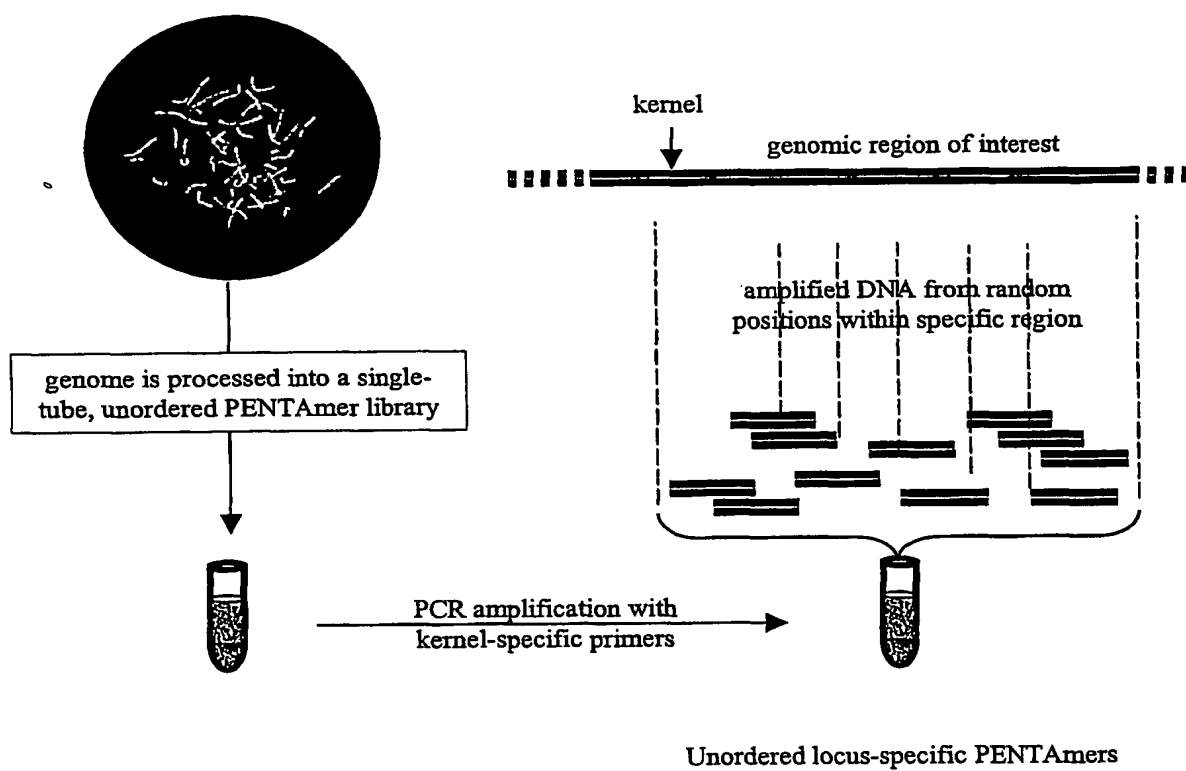 kernel
genomic region of interest
amplified DNA from random
positions within specific region
genome is processed into a single-
tube, unordered PENTAmer library
PCR amplification with
kernel-specific primers
Unordered locus-specific PENTAmers